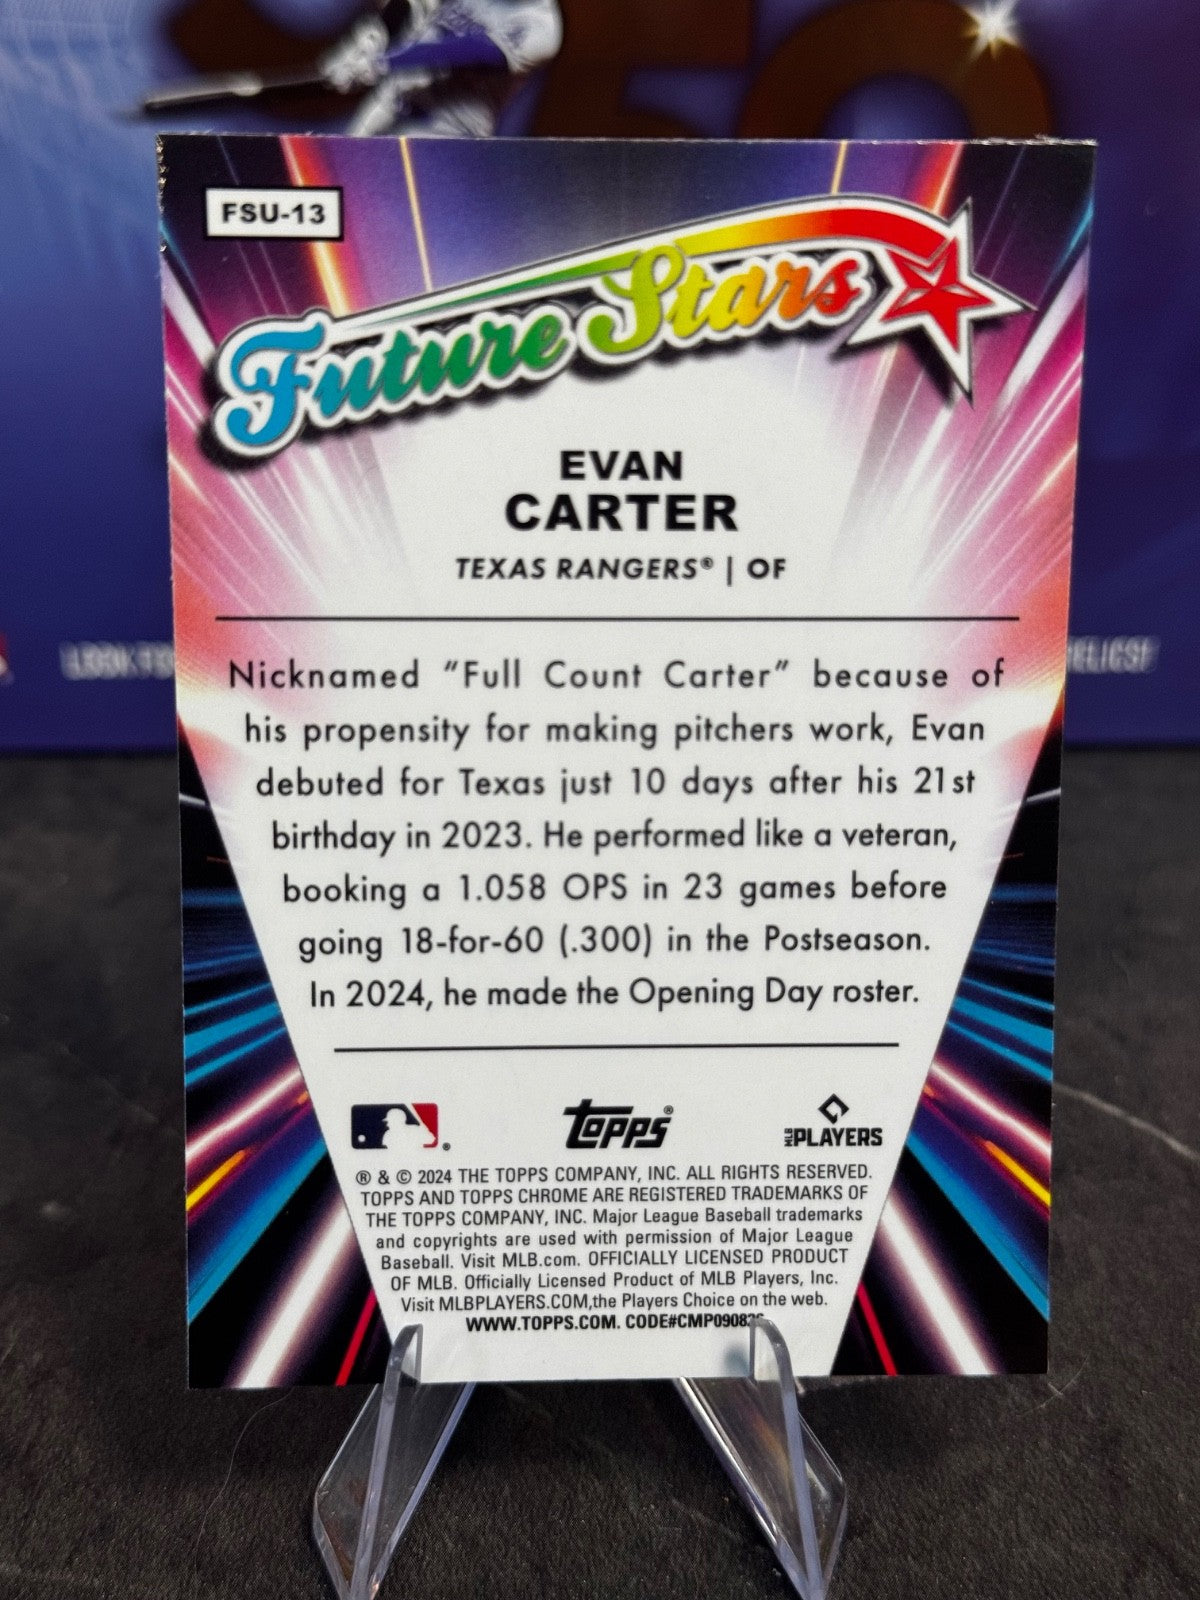 FSU-13
Future Stars
EVAN
CARTER
TEXAS RANGERS® | OF
Nicknamed "Full Count Carter" because of
his propensity for making pitchers work, Evan
debuted for Texas just 10 days after his 21st
birthday in 2023. He performed like a veteran,
booking a 1.058 OPS in 23 games before
going 18-for-60 (.300) in the Postseason.
In 2024, he made the Opening Day roster.
topps®
MLB PLAYERS
® & © 2024 THE TOPPS COMPANY, INC. ALL RIGHTS RESERVED.
TOPPS AND TOPPS CHROME ARE REGISTERED TRADEMARKS OF
THE TOPPS COMPANY, INC. Major League Baseball trademarks
and copyrights are used with permission of Major League
Baseball. Visit MLB.com. OFFICIALLY LICENSED PRODUCT
OF MLB. Officially Licensed Product of MLB Players, Inc.
Visit MLBPLAYERS.COM,the Players Choice on the web.
WWW.TOPPS.COM.